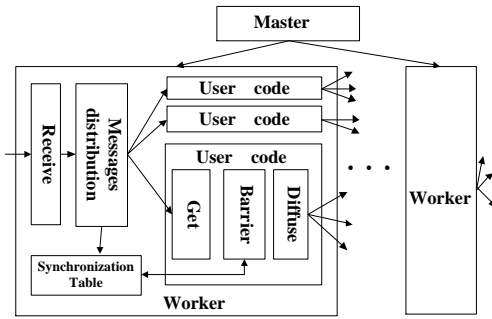 Master
User code
User code
User code
Receive
Messages
distribution
Get
Barrier
Diffuse
. . .
Worker
Synchronization
Table
Worker